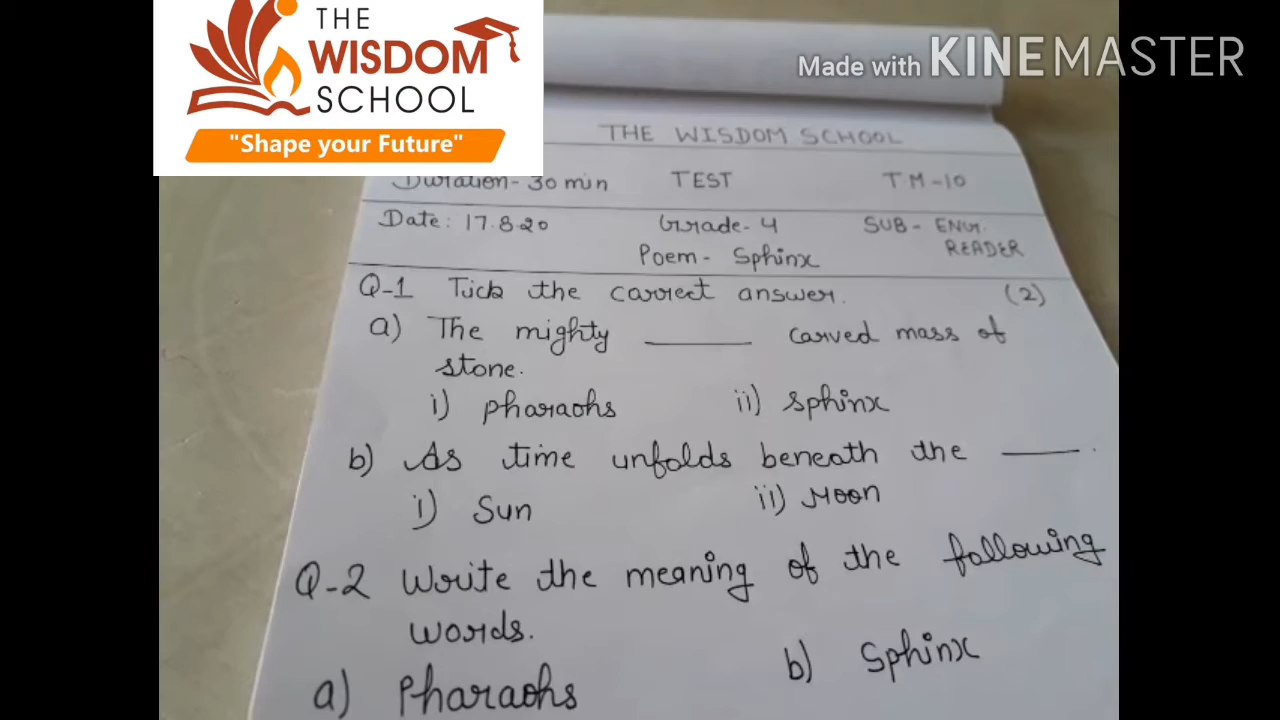 THE
WISDOM
SCHOOL
"Shape your Future"
Made with KINEMASTER
THE WISDOM SCHOOL
Duration- 30 min TEST TM-10
Date: 17.8.20 Grade- 4 SUB- ENG.
READER
Poem- Sphinx
Q-1 Tick the correct answer. (2)
a) The mighty ______ carved mass of
stone.
i) Pharaohs ii) Sphinx
b) As time unfolds beneath the _____.
i) Sun ii) Moon
Q-2 Write the meaning of the following
words.
a) Pharaohs b) Sphinx